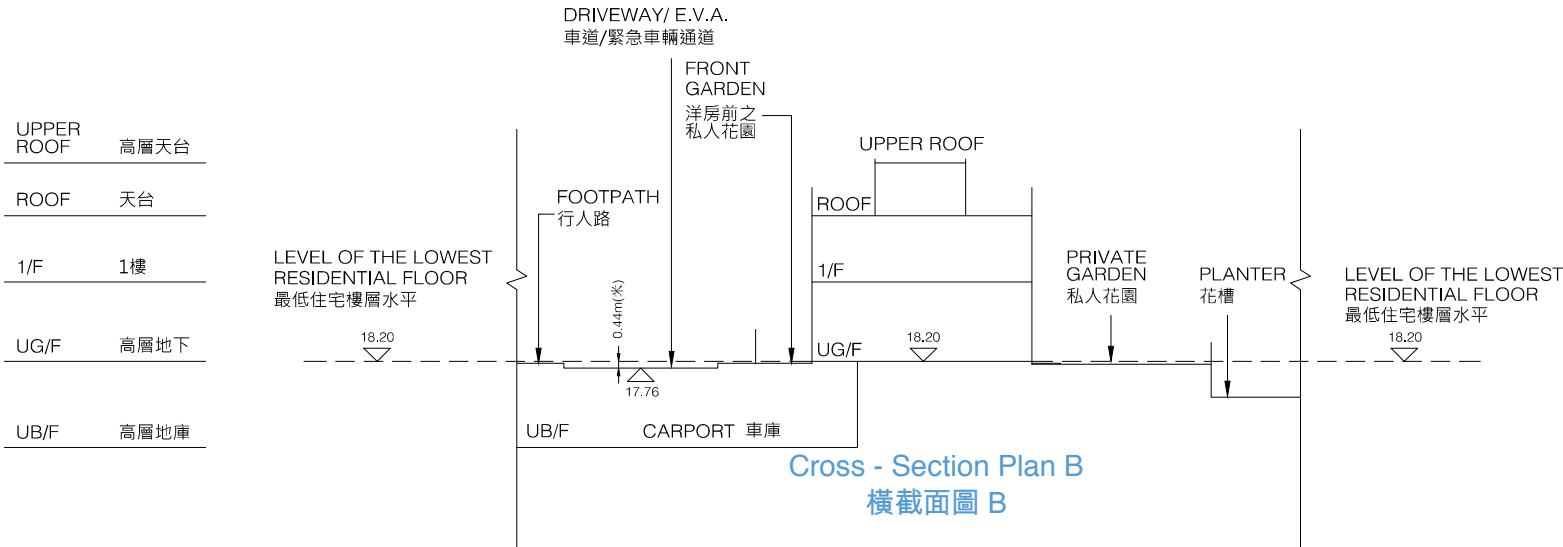 DRIVEWAY/ E.V.A.
車道/緊急車輛通道
FRONT
GARDEN
洋房前之
私人花園
UPPER
ROOF 高層天台
ROOF 天台
1/F 1樓
UG/F 高層地下
UB/F 高層地庫
LEVEL OF THE LOWEST
RESIDENTIAL FLOOR
最低住宅樓層水平
18.20
FOOTPATH
行人路
0.44m(米)
17.76
UPPER ROOF
ROOF
1/F
UG/F
18.20
UB/F
CARPORT 車庫
PRIVATE
GARDEN
私人花園
PLANTER
花槽
LEVEL OF THE LOWEST
RESIDENTIAL FLOOR
最低住宅樓層水平
18.20
Cross - Section Plan B
橫截面圖 B